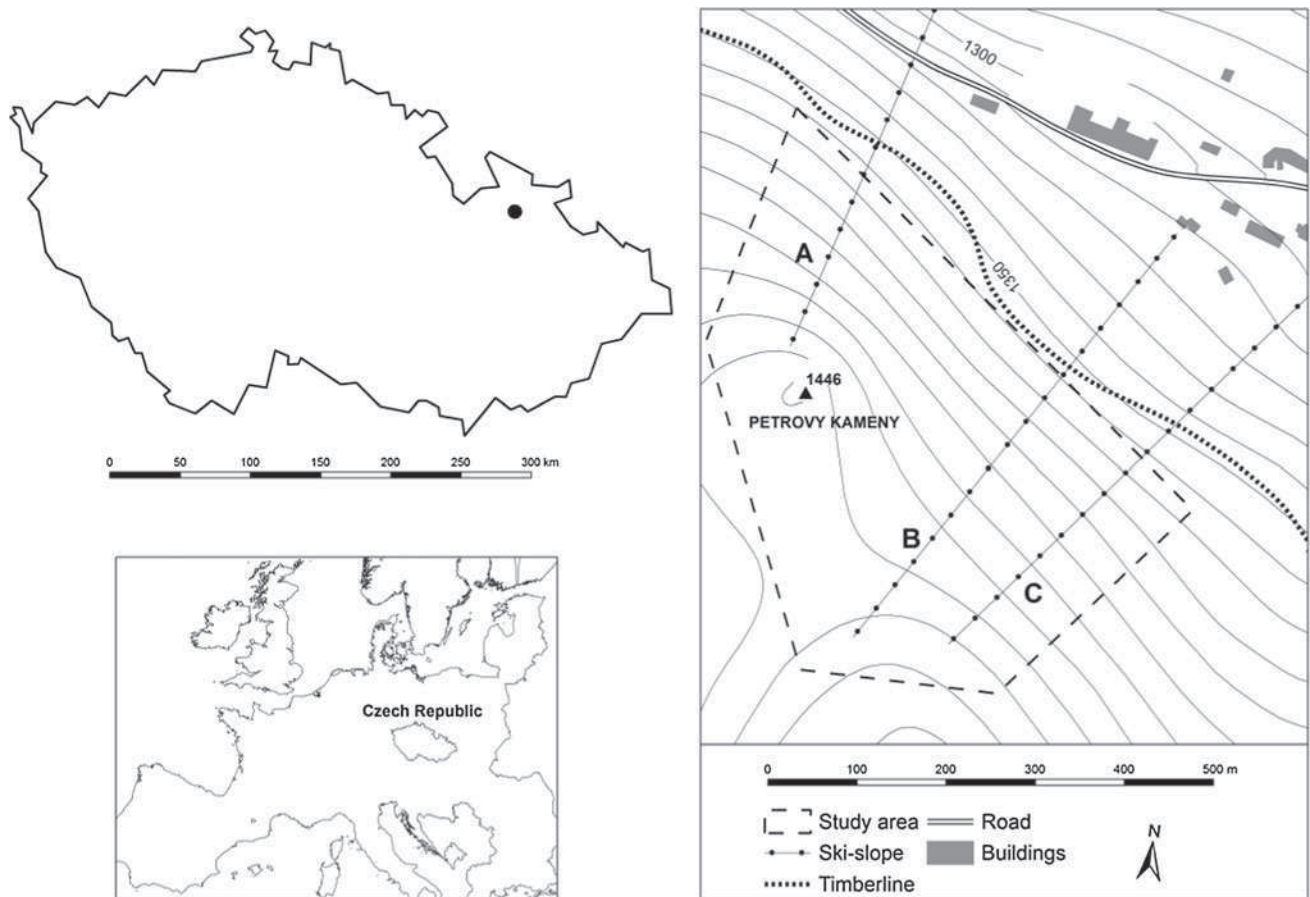 0 50 100 150 200 250 300 km
Czech Republic
1300
A
1350
1446
PETROVY KAMENY
B
C
0 100 200 300 400 500 m
Study area
Road
Ski-slope
Buildings
Timberline
N